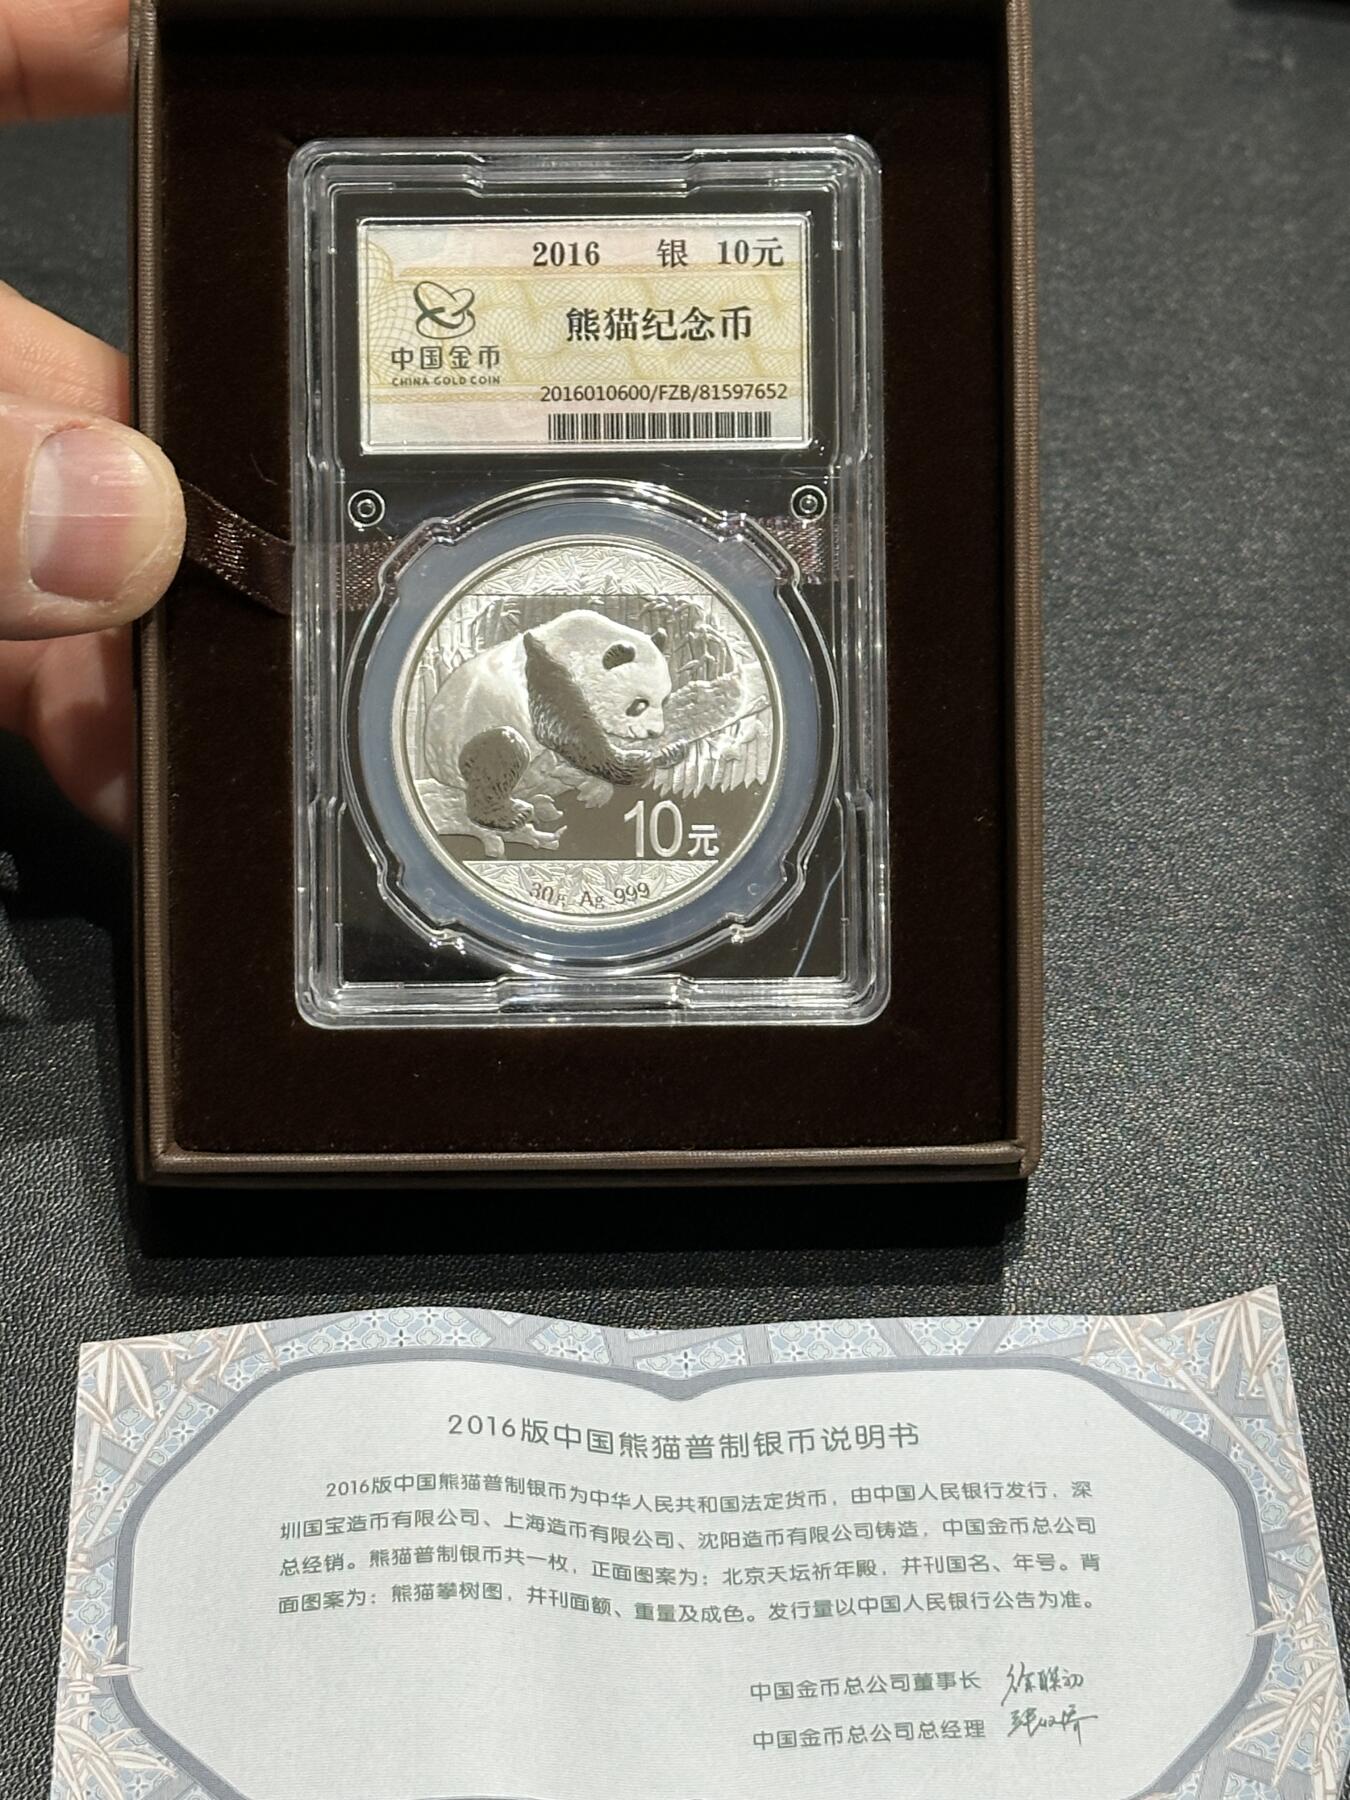 2016 银 10元
熊猫纪念币
中国金币
CHINA GOLD COIN
2016010600/FZB/81597652
10元
30g Ag 999
2016版中国熊猫普制银币说明书
2016版中国熊猫普制银币为中华人民共和国法定货币，由中国人民银行发行，深
圳国宝造币有限公司、上海造币有限公司、沈阳造币有限公司铸造，中国金币总公司
总经销。熊猫普制银币共一枚，正面图案为：北京天坛祈年殿，并刊国名、年号。背
面图案为：熊猫攀树图，并刊面额、重量及成色。发行量以中国人民银行公告为准。
中国金币总公司董事长
中国金币总公司总经理